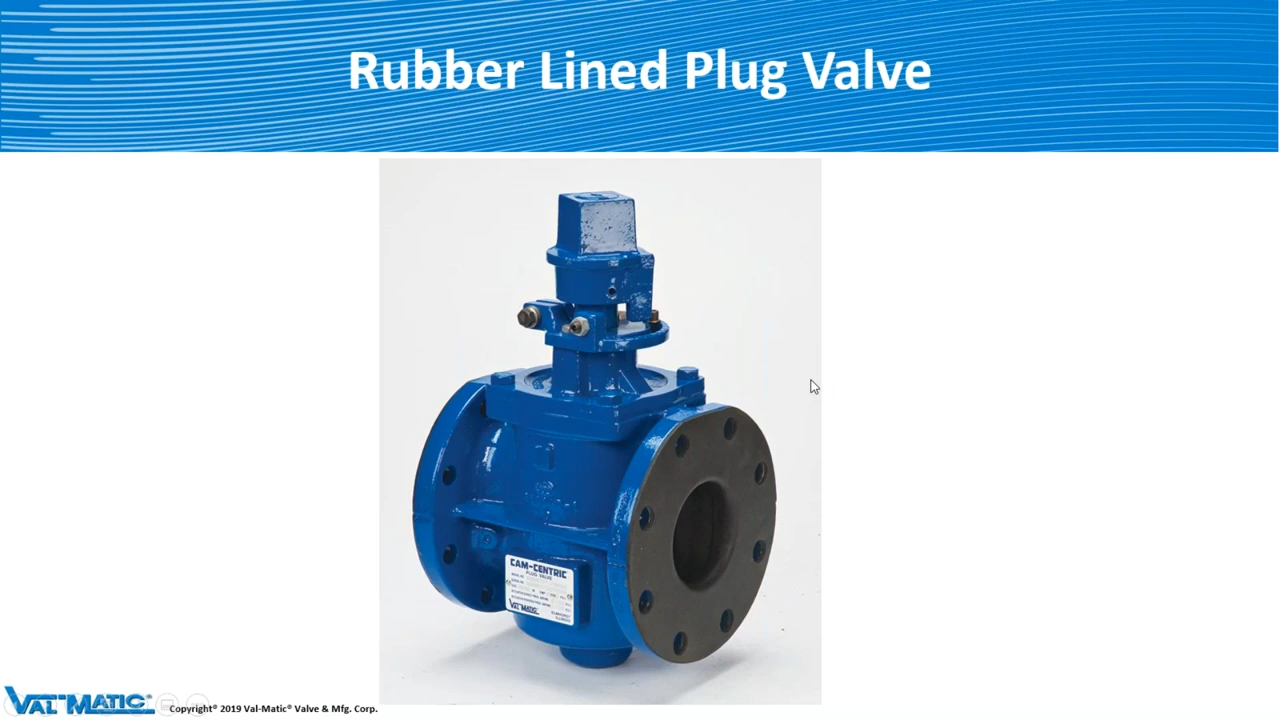 Rubber Lined Plug Valve
CAM-CENTRIC®
PLUG VALVE
VAL-MATIC®
VAL MATIC®
Copyright® 2019 Val-Matic® Valve & Mfg. Corp.